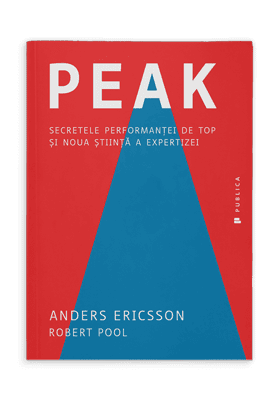 PEAK
SECRETELE PERFORMANȚEI DE TOP
ȘI NOUA ȘTIINȚĂ A EXPERTIZEI
PUBLICA
ANDERS ERICSSON
ROBERT POOL